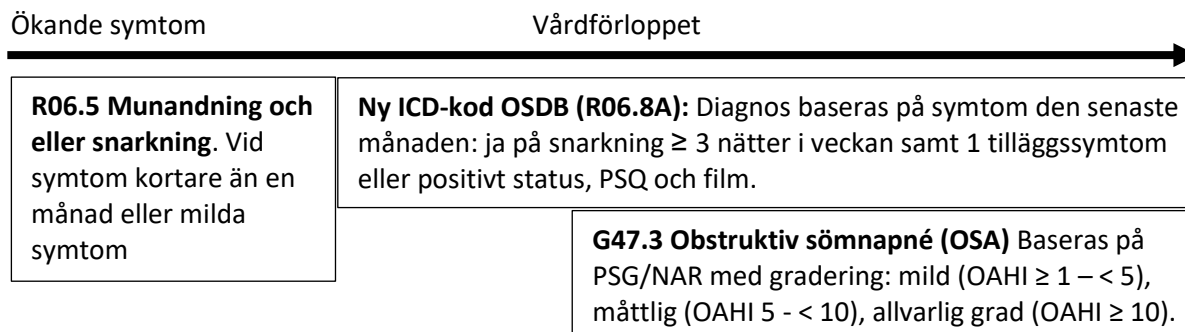 Ökande symtom
Vårdförloppet
R06.5 Munandning och
eller snarkning. Vid
symtom kortare än en
månad eller milda
symtom
Ny ICD-kod OSDB (R06.8A): Diagnos baseras på symtom den senaste
månaden: ja på snarkning ≥ 3 nätter i veckan samt 1 tilläggssymtom
eller positivt status, PSQ och film.
G47.3 Obstruktiv sömnapné (OSA) Baseras på
PSG/NAR med gradering: mild (OAHI ≥ 1 – < 5),
måttlig (OAHI 5 - < 10), allvarlig grad (OAHI ≥ 10).